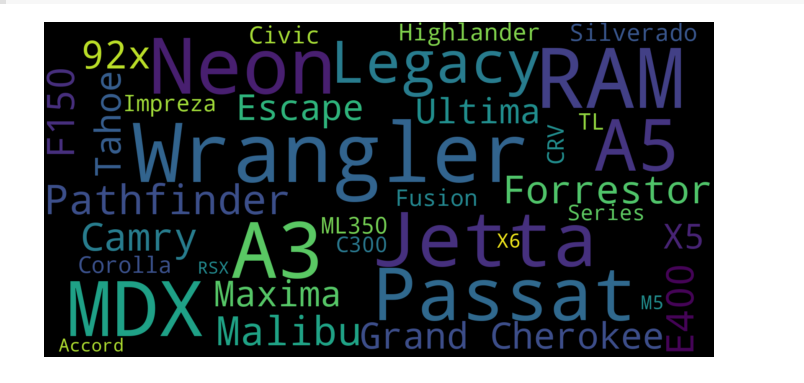 Civic
Highlander
Silverado
92x
Neon
Legacy
RAM
F150
Tahoe
Impreza
Escape
Ultima
TL
CRV
A5
Wrangler
Pathfinder
Fusion
Forrestor
Series
Camry
A3
ML350
C300
Jetta
X6
X5
Corolla
RSX
MDX
Maxima
Passat
M5
E400
Malibu
Grand Cherokee
Accord